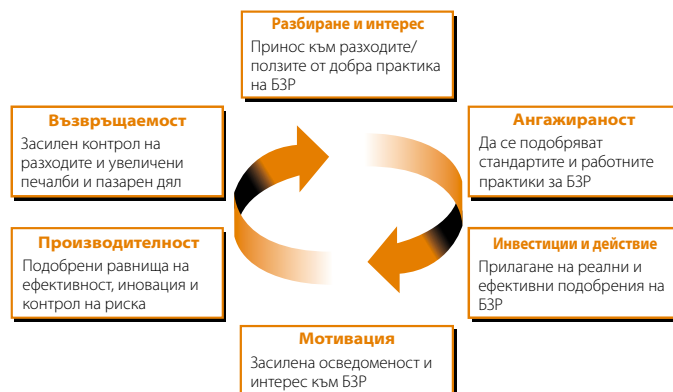 Разбиране и интерес
Принос към разходите/
ползите от добра практика
на БЗР
Възвръщаемост
Засилен контрол на
разходите и увеличени
печалби и пазарен дял
Ангажираност
Да се подобряват
стандартите и работните
практики за БЗР
Производителност
Подобрени равнища на
ефективност, иновация и
контрол на риска
Инвестиции и действие
Прилагане на реални и
ефективни подобрения на
БЗР
Мотивация
Засилена осведоменост и
интерес към БЗР